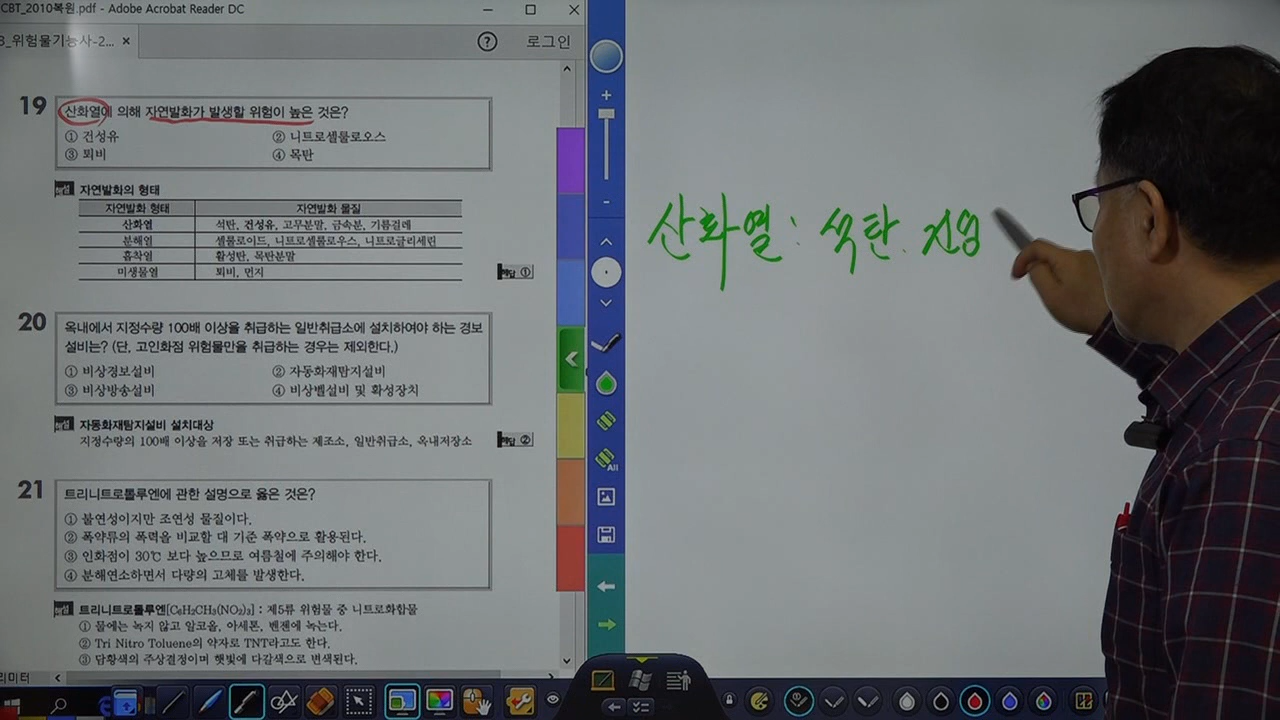 CBT_2010복원.pdf - Adobe Acrobat Reader DC
3_위험물기능사-2... ×
로그인
19 산화열에 의해 자연발화가 발생할 위험이 높은 것은?
① 건성유 ② 니트로셀룰로오스
③ 퇴비 ④ 목탄
해설 자연발화의 형태
자연발화 형태 자연발화 물질
산화열 석탄, 건성유, 고무분말, 금속분, 기름걸레
분해열 셀룰로이드, 니트로셀룰로우스, 니트로글리세린
흡착열 활성탄, 목탄분말
미생물열 퇴비, 먼지
해답 ①
20 옥내에서 지정수량 100배 이상을 취급하는 일반취급소에 설치하여야 하는 경보
설비는? (단, 고인화점 위험물만을 취급하는 경우는 제외한다.)
① 비상경보설비 ② 자동화재탐지설비
③ 비상방송설비 ④ 비상벨설비 및 확성장치
해설 자동화재탐지설비 설치대상
지정수량의 100배 이상을 저장 또는 취급하는 제조소, 일반취급소, 옥내저장소
해답 ②
21 트리니트로톨루엔에 관한 설명으로 옳은 것은?
① 불연성이지만 조연성 물질이다.
② 폭약류의 폭력을 비교할 대 기준 폭약으로 활용된다.
③ 인화점이 30℃ 보다 높으므로 여름철에 주의해야 한다.
④ 분해연소하면서 다량의 고체를 발생한다.
해설 트리니트로톨루엔[C₆H₂CH₃(NO₂)₃] : 제5류 위험물 중 니트로화합물
① 물에는 녹지 않고 알코올, 아세톤, 벤젠에 녹는다.
② Tri Nitro Toluene의 약자로 TNT라고도 한다.
③ 담황색의 주상결정이며 햇빛에 다갈색으로 변색된다.
리미터
All
산화열 : 석탄.